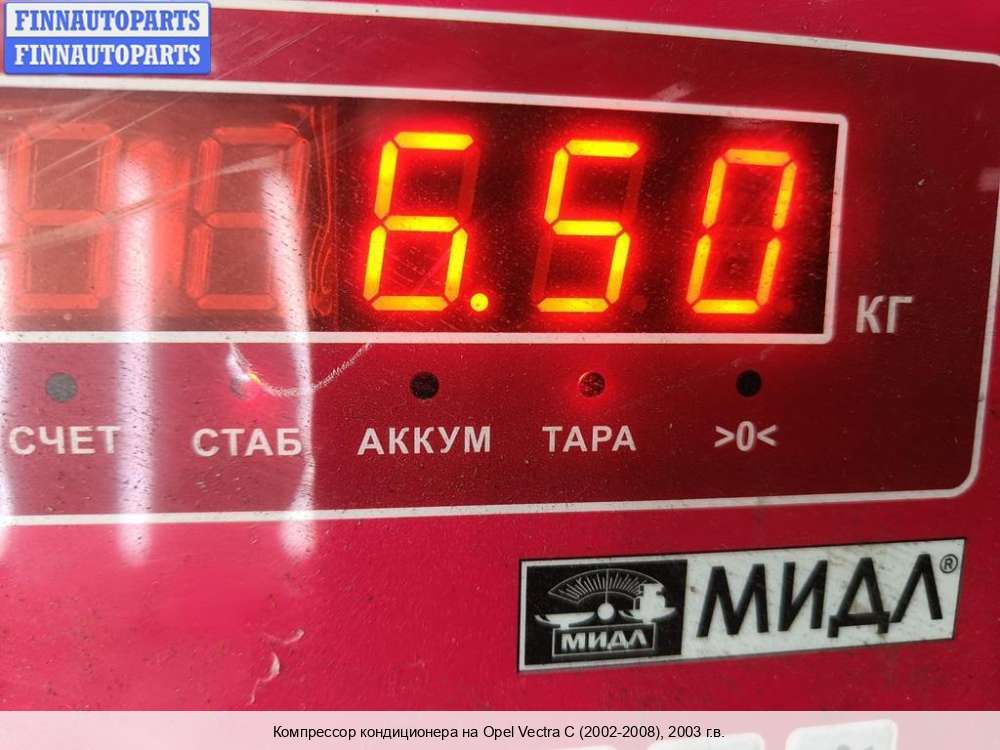 FINNAUTOPARTS
FINNAUTOPARTS
6.50
КГ
СЧЕТ СТАБ АККУМ ТАРА >0<
МИДЛ МИДЛ®
Компрессор кондиционера на Opel Vectra C (2002-2008), 2003 г.в.